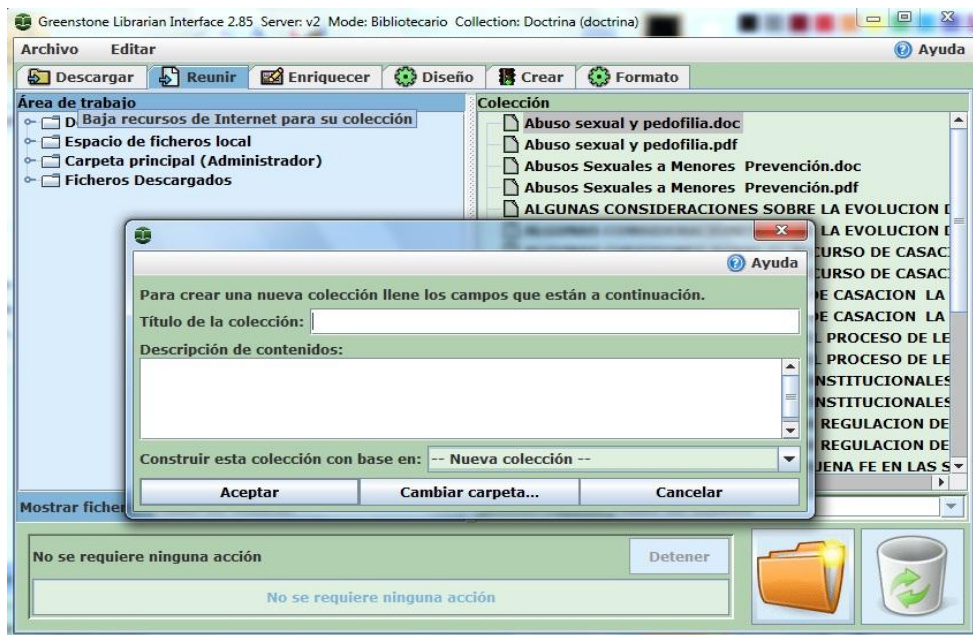 Greenstone Librarian Interface 2.85 Server: v2 Mode: Bibliotecario Collection: Doctrina (doctrina)
Archivo Editar Ayuda
Descargar Reunir Enriquecer Diseño Crear Formato
Área de trabajo
D
Baja recursos de Internet para su colección
Espacio de ficheros local
Carpeta principal (Administrador)
Ficheros Descargados
Colección
Abuso sexual y pedofilia.doc
Abuso sexual y pedofilia.pdf
Abusos Sexuales a Menores Prevención.doc
Abusos Sexuales a Menores Prevención.pdf
ALGUNAS CONSIDERACIONES SOBRE LA EVOLUCION
LA EVOLUCION
CURSO DE CASAC
CURSO DE CASAC
DE CASACION LA
DE CASACION LA
PROCESO DE LE
PROCESO DE LE
NSTITUCIONALES
NSTITUCIONALES
REGULACION DE
REGULACION DE
UENA FE EN LAS S
Ayuda
Para crear una nueva colección llene los campos que están a continuación.
Título de la colección:
Descripción de contenidos:
Construir esta colección con base en: -- Nueva colección --
Aceptar Cambiar carpeta... Cancelar
Mostrar ficher
No se requiere ninguna acción
Detener
No se requiere ninguna acción